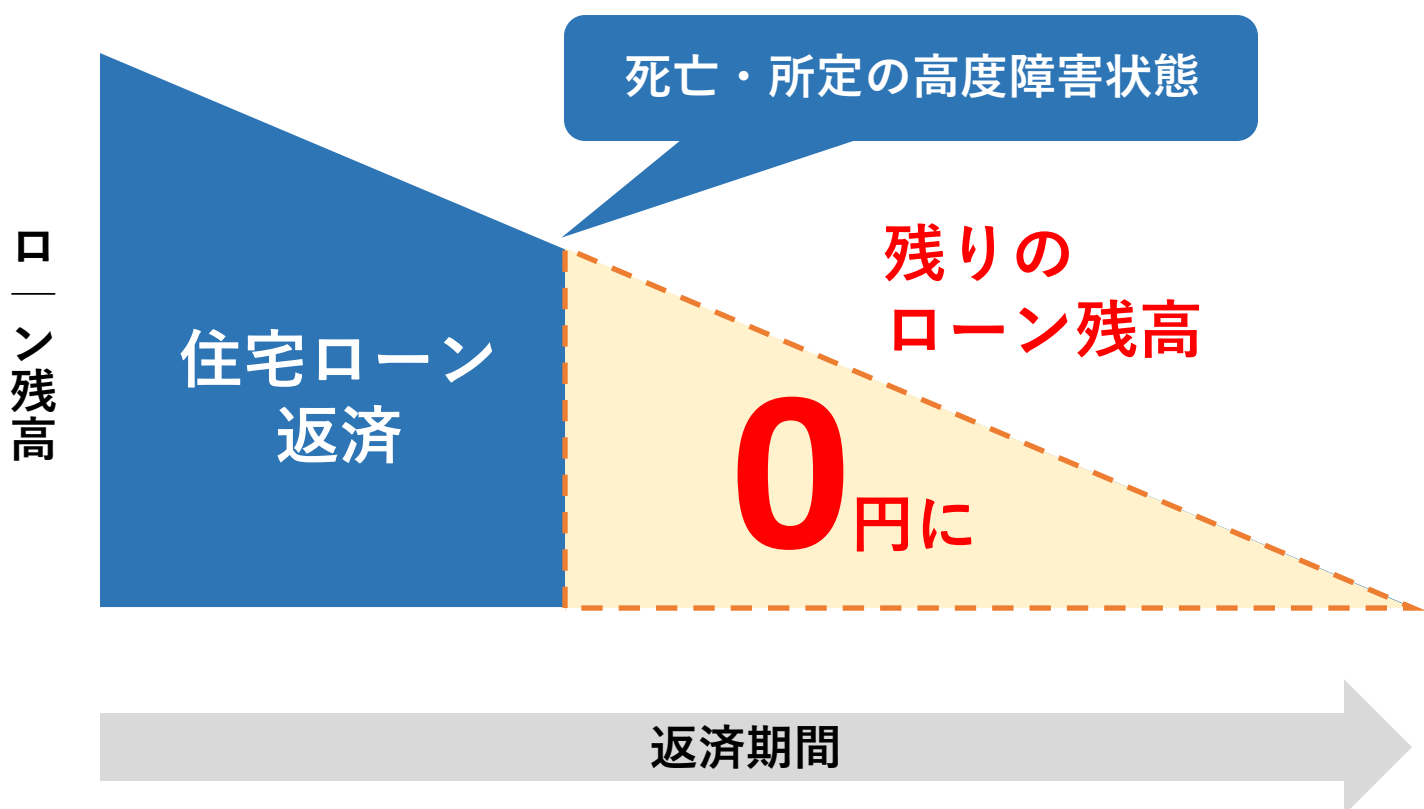 死亡・所定の高度障害状態
残りの
ローン残高
ローン残高
住宅ローン
返済
0円に
返済期間